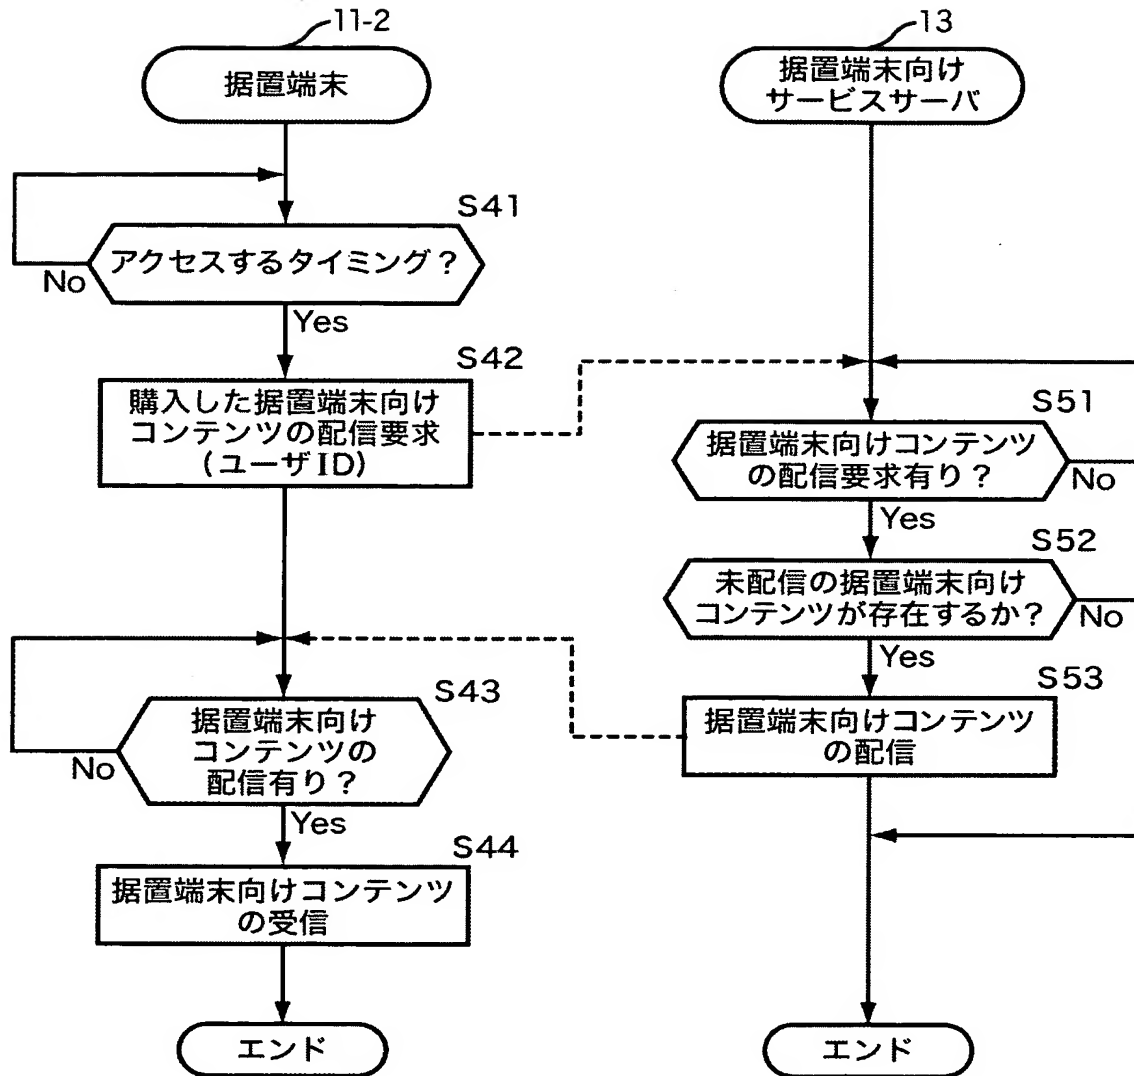 11-2
据置端末
S41
アクセスするタイミング？
No
Yes
S42
購入した据置端末向け
コンテンツの配信要求
(ユーザID)
S43
据置端末向け
コンテンツの
配信有り？
No
Yes
S44
据置端末向けコンテンツ
の受信
エンド
13
据置端末向け
サービスサーバ
S51
据置端末向けコンテンツ
の配信要求有り？
No
Yes
S52
未配信の据置端末向け
コンテンツが存在するか？
No
Yes
S53
据置端末向けコンテンツ
の配信
エンド